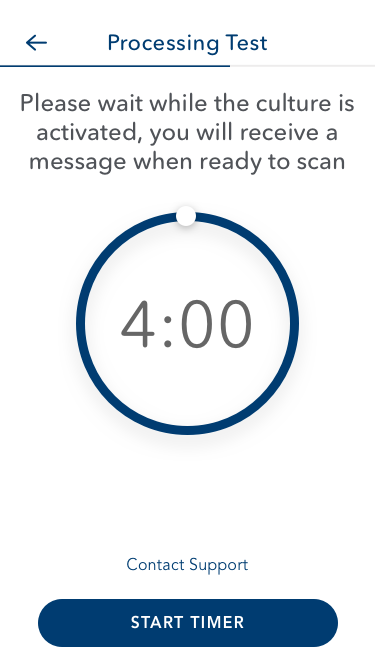 Processing Test
Please wait while the culture is
activated, you will receive a
message when ready to scan
4:00
Contact Support
START TIMER